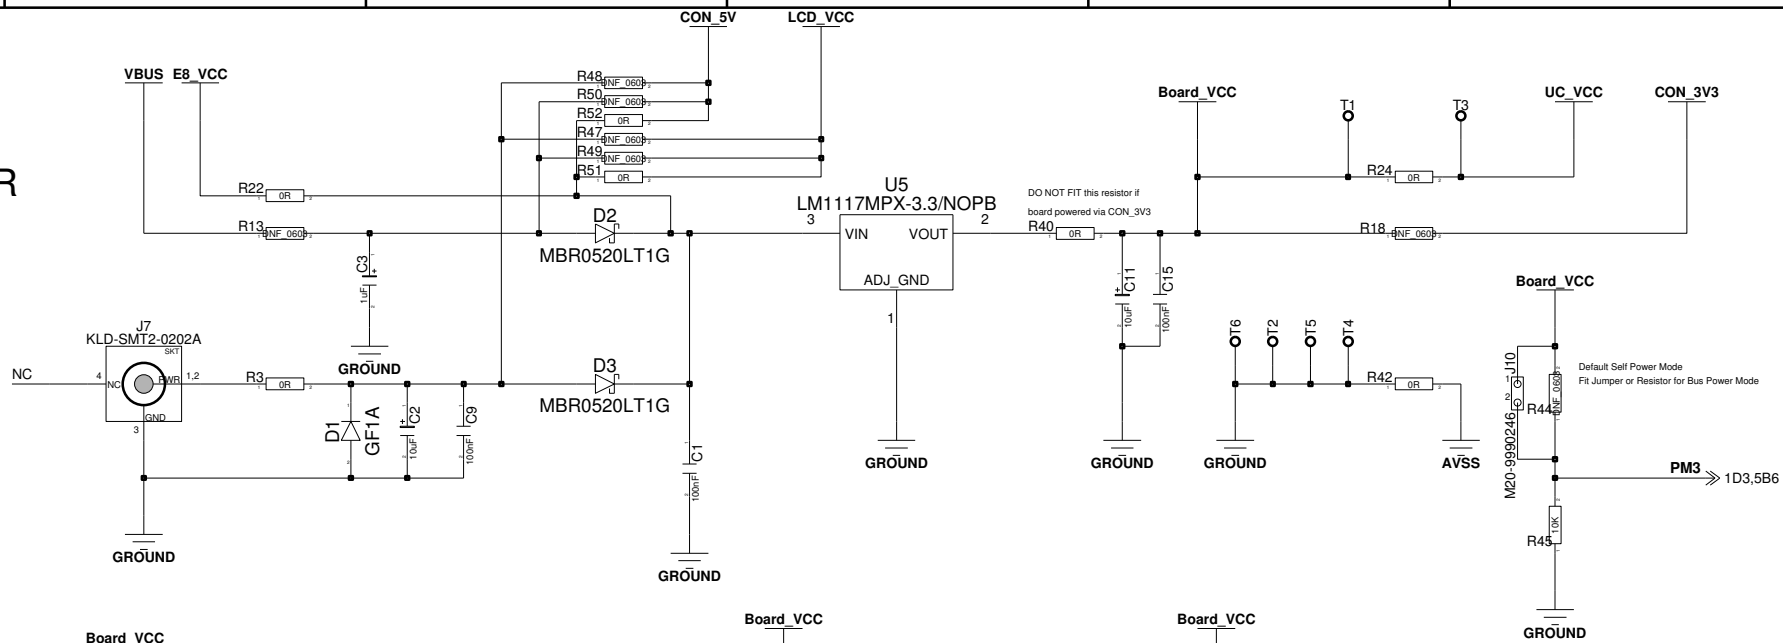 CON_5V
LCD_VCC
VBUS
E8_VCC
R48
DNF_0603
R50
DNF_0603
R52
0R
R47
DNF_0603
R49
DNF_0603
R51
0R
Board_VCC
T1
T3
UC_VCC
CON_3V3
R
R22
0R
R24
0R
U5
LM1117MPX-3.3/NOPB
3
VIN
VOUT
2
ADJ_GND
1
GROUND
DO NOT FIT this resistor if
board powered via CON_3V3
R40
0R
R13
DNF_0603
D2
MBR0520LT1G
R18
DNF_0603
C3
1uF
GROUND
C11
10uF
C15
100nF
GROUND
J7
KLD-SMT2-0202A
SKT
NC
4
NC
PWR
1,2
GND
3
R3
0R
D3
MBR0520LT1G
D1
GF1A
C2
10uF
C9
100nF
C1
100nF
GROUND
GROUND
T6
T2
T5
T4
R42
0R
GROUND
AVSS
Board_VCC
J10
1
2
M20-9990246
R44
DNF_0603
Default Self Power Mode
Fit Jumper or Resistor for Bus Power Mode
PM3
1D3,5B6
R45
10K
GROUND
Board_VCC
Board_VCC
Board_VCC